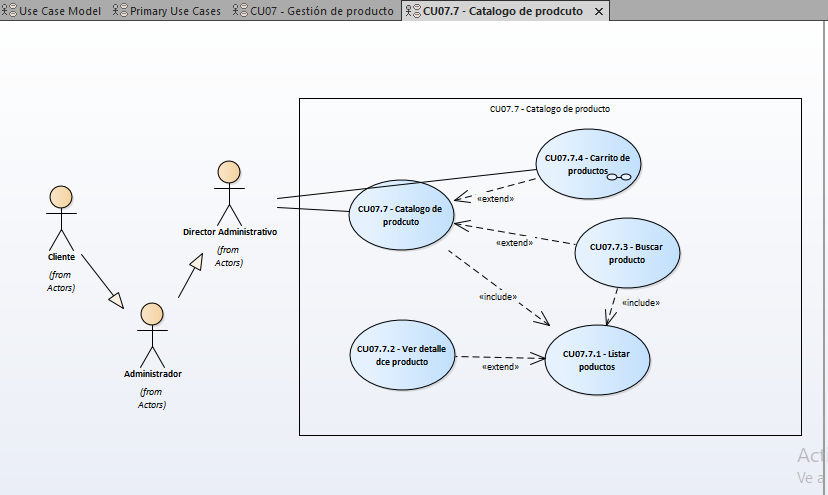 Use Case Model
Primary Use Cases
CU07 - Gestión de producto
CU07.7 - Catalogo de prodcuto
CU07.7 - Catalogo de producto
CU07.7.4 - Carrito de
productos
«extend»
CU07.7 - Catalogo de
prodcuto
Director Administrativo
(from
Actors)
Cliente
(from
Actors)
«extend»
CU07.7.3 - Buscar
producto
«include»
«include»
Administrador
(from
Actors)
CU07.7.2 - Ver detalle
dce producto
«extend»
CU07.7.1 - Listar
poductos
Act
Ve a